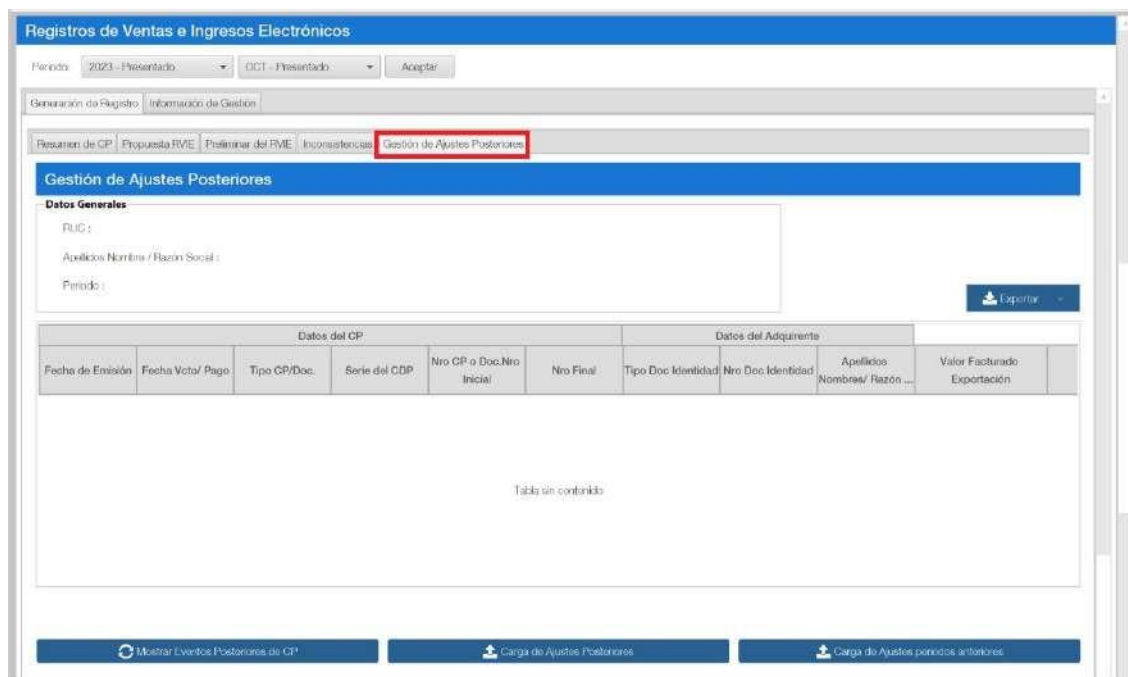 Registros de Ventas e Ingresos Electrónicos
Periodo: 2023 - Presentado OCT - Presentado Aceptar
Generación de Registro Información de Gestión
Resumen de CP Propuesta RVIE Preliminar del RVIE Inconsistencias Gestión de Ajustes Posteriores
Gestión de Ajustes Posteriores
Datos Generales
RUC :
Apellidos Nombre / Razón Social :
Periodo :
Exportar
Datos del CP Datos del Adquirente
Fecha de Emisión Fecha Vcto/ Pago Tipo CP/Doc. Serie del CDP Nro CP o Doc.Nro Inicial Nro Final Tipo Doc Identidad Nro Doc Identidad Apellidos Nombres/ Razón ... Valor Facturado Exportación
Tabla sin contenido
Mostrar Eventos Posteriores de CP Carga de Ajustes Posteriores Carga de Ajustes periodos anteriores